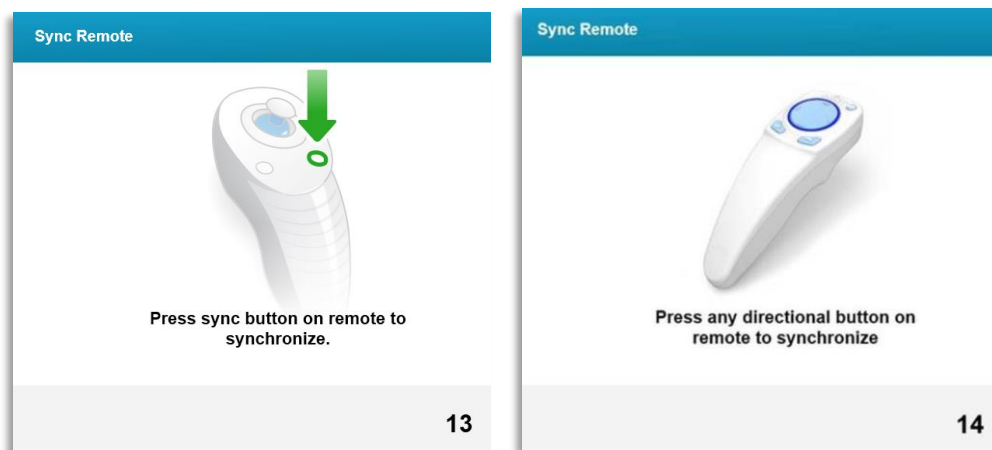 Sync Remote
Press sync button on remote to
synchronize.
13
Sync Remote
Press any directional button on
remote to synchronize
14